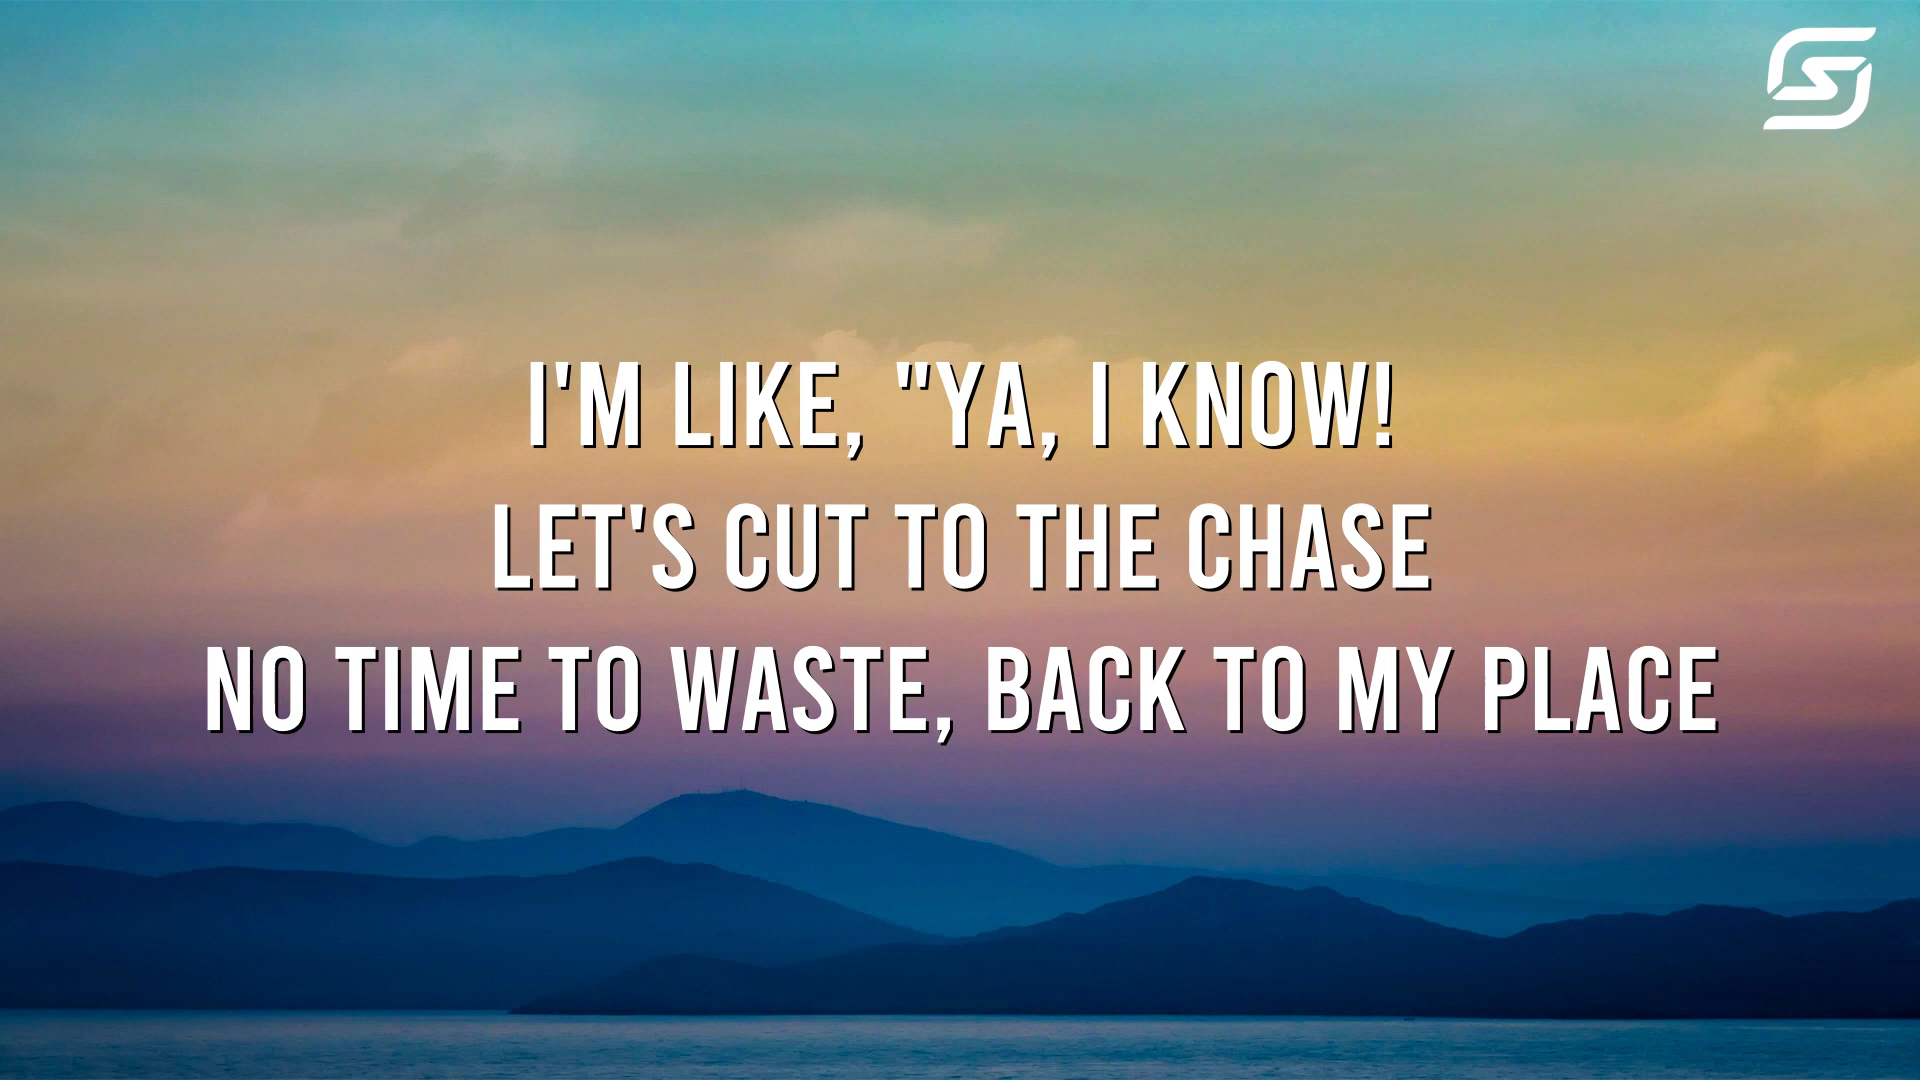 I'M LIKE, "YA, I KNOW!
LET'S CUT TO THE CHASE
NO TIME TO WASTE, BACK TO MY PLACE